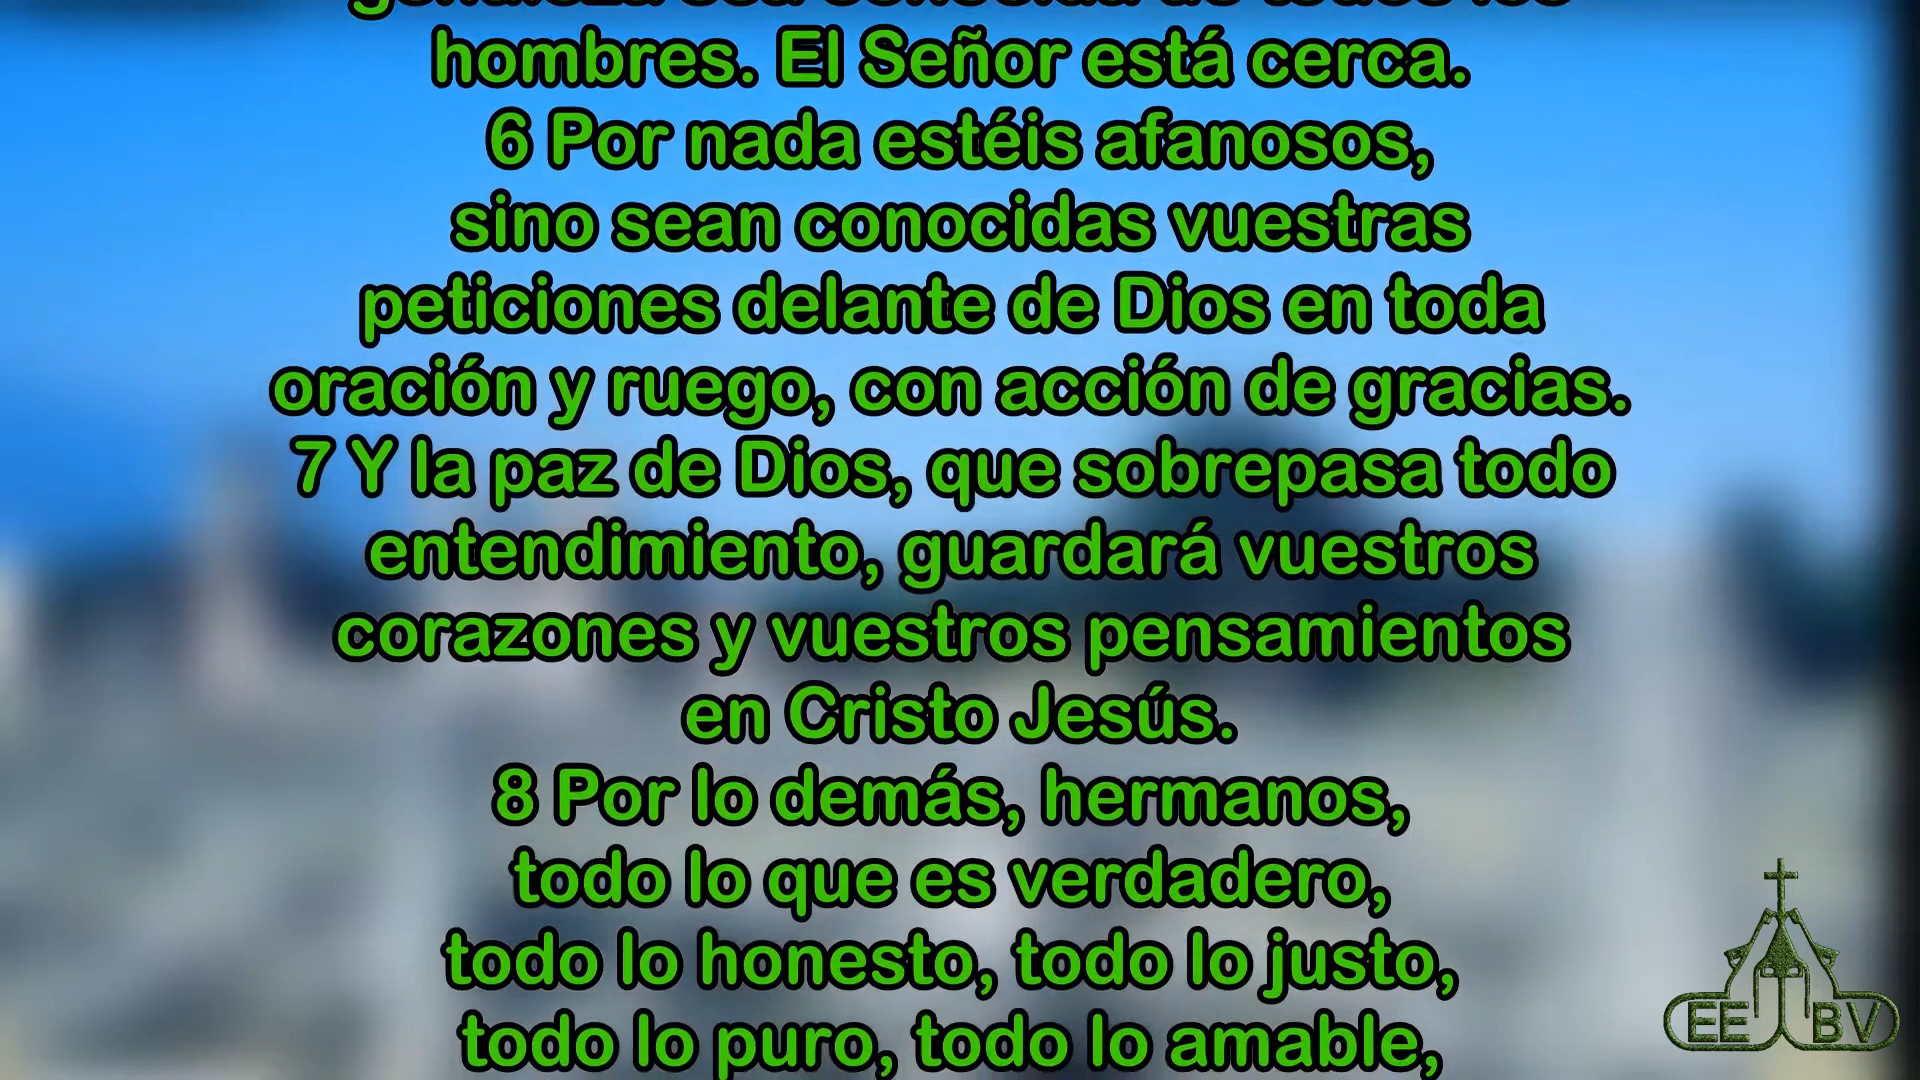 hombres. El Señor está cerca.
6 Por nada estéis afanosos,
sino sean conocidas vuestras
peticiones delante de Dios en toda
oración y ruego, con acción de gracias.
7 Y la paz de Dios, que sobrepasa todo
entendimiento, guardará vuestros
corazones y vuestros pensamientos
en Cristo Jesús.
8 Por lo demás, hermanos,
todo lo que es verdadero,
todo lo honesto, todo lo justo,
todo lo puro, todo lo amable,
EE BV